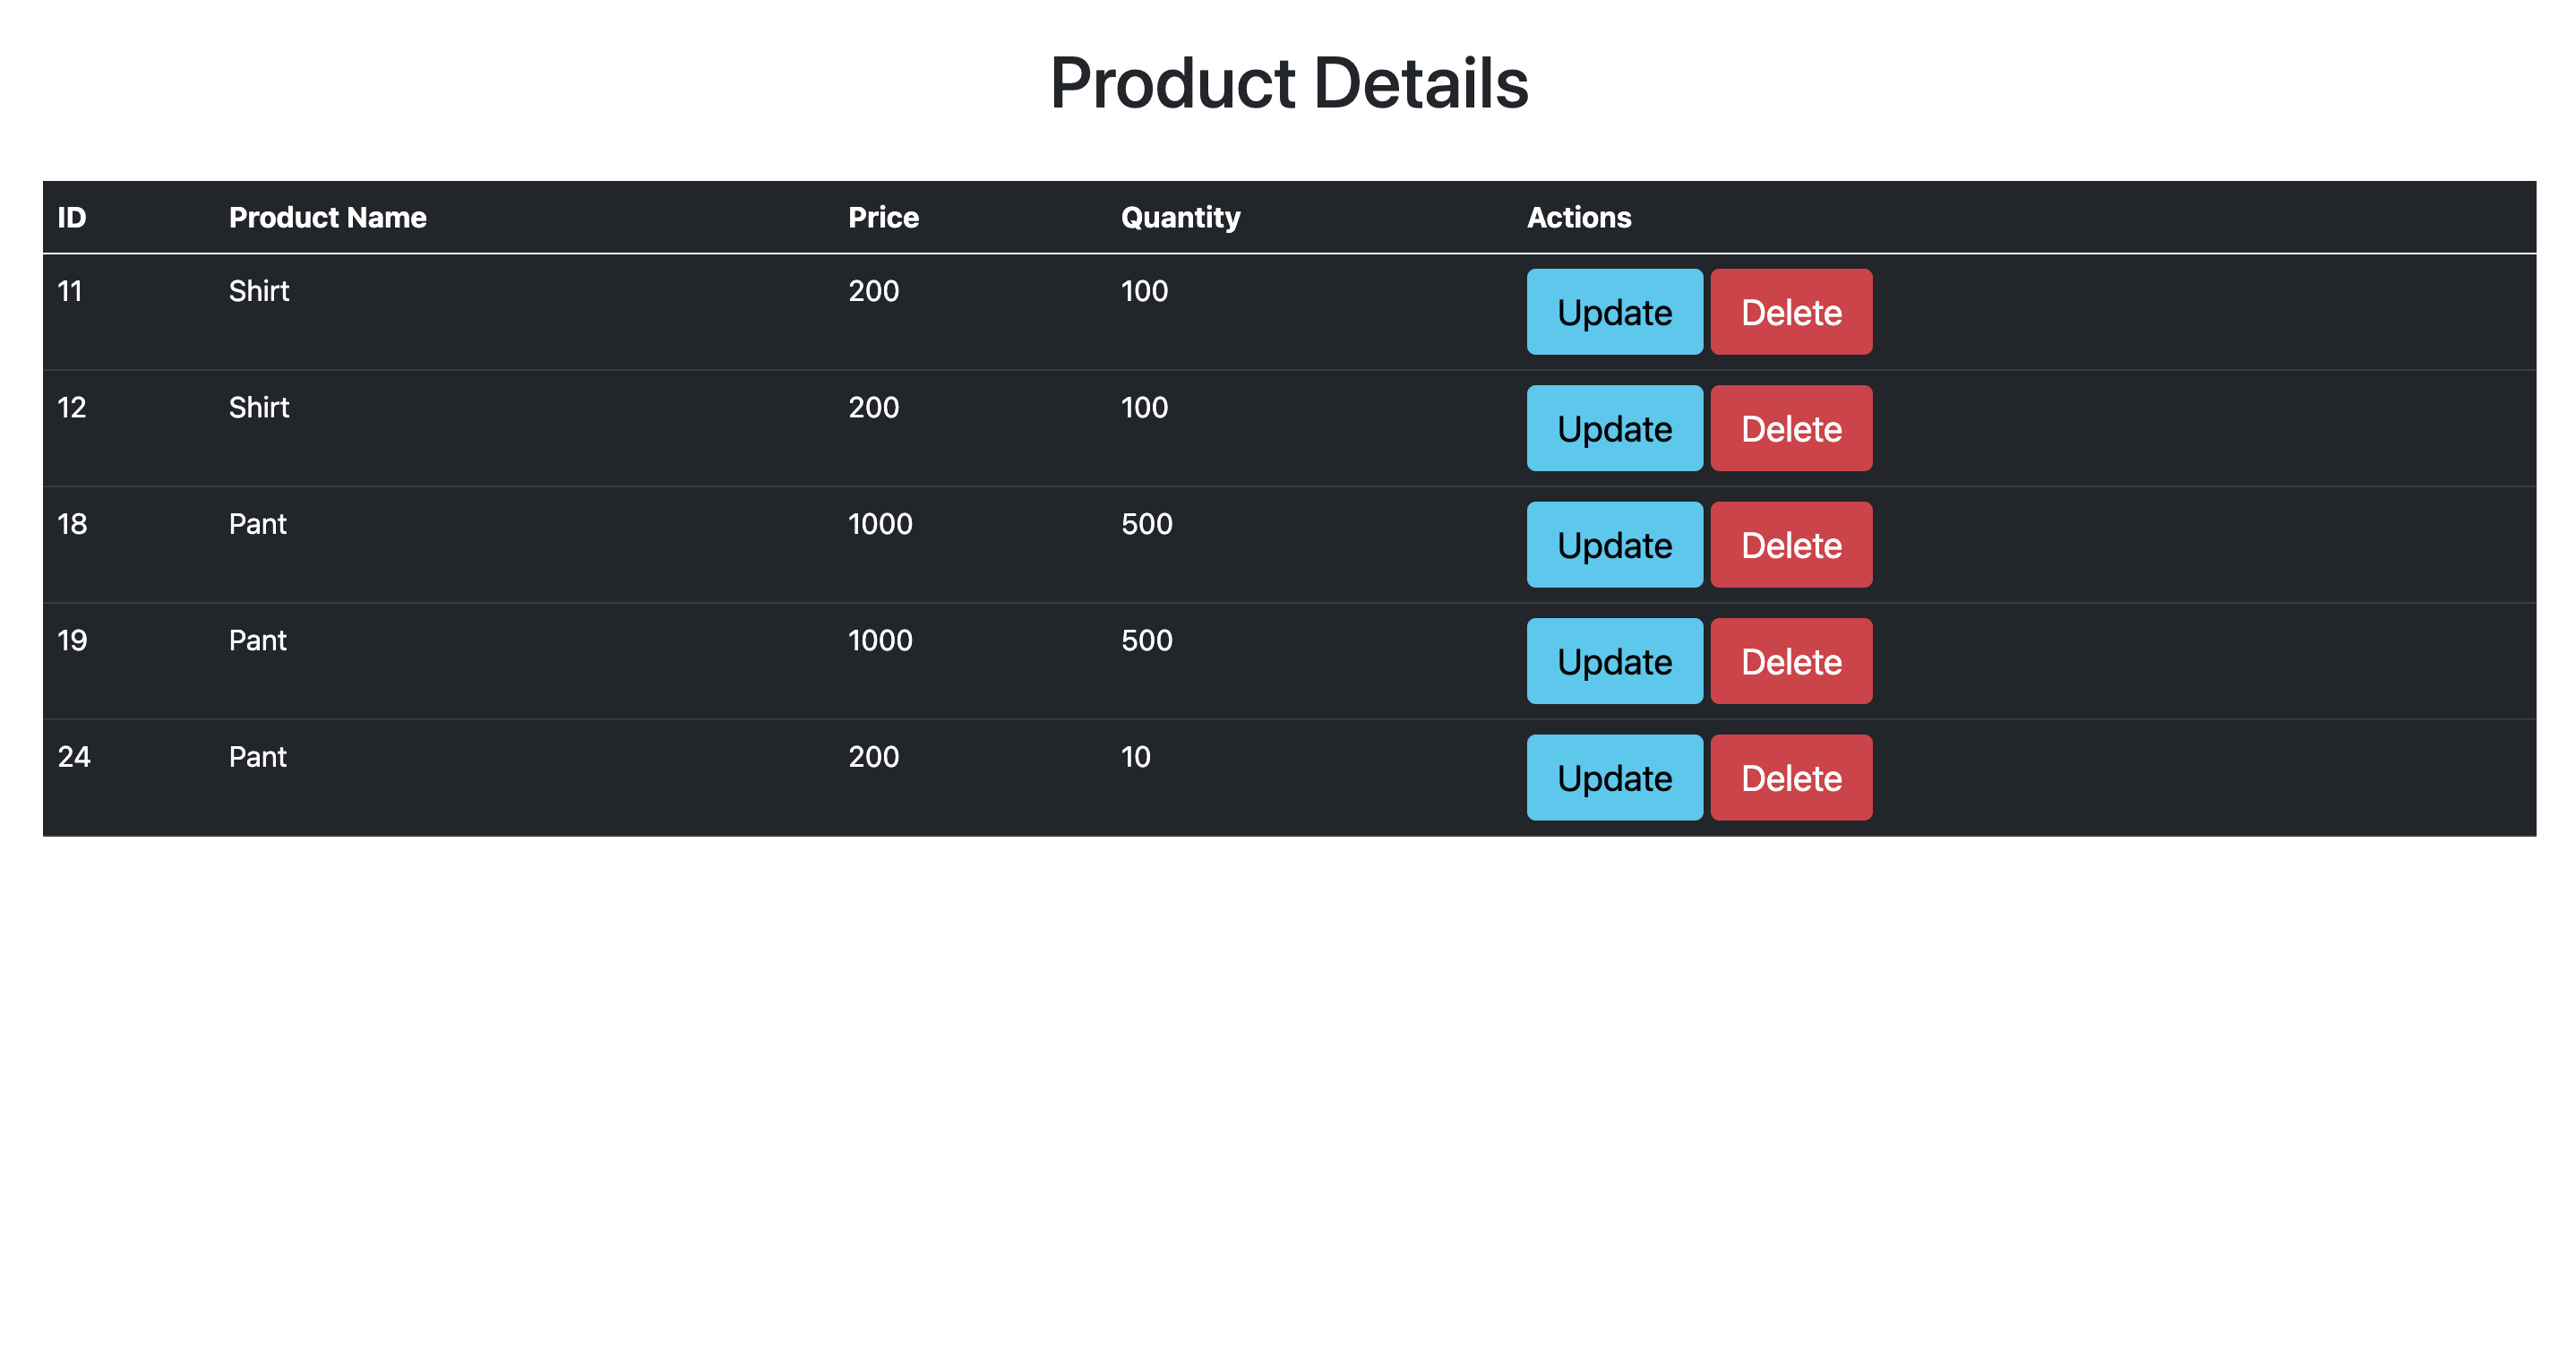 Product Details
ID Product Name Price Quantity Actions
11 Shirt 200 100 Update Delete
12 Shirt 200 100 Update Delete
18 Pant 1000 500 Update Delete
19 Pant 1000 500 Update Delete
24 Pant 200 10 Update Delete